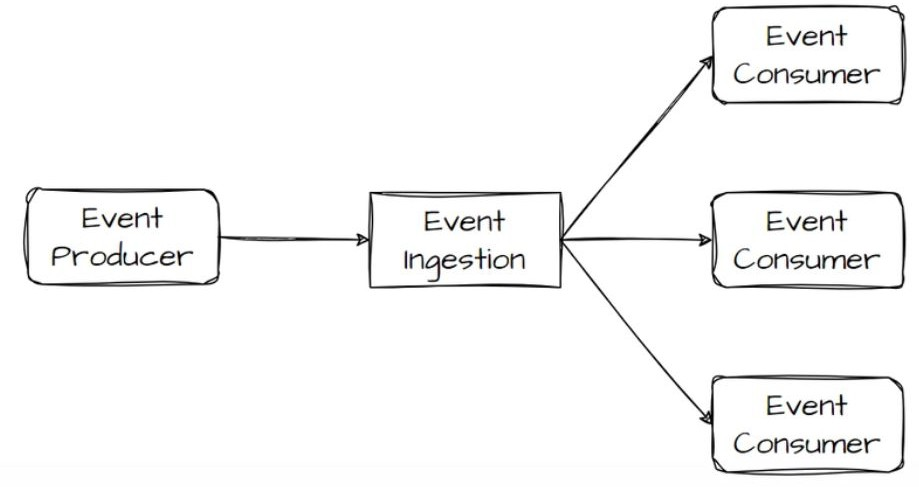 Event
Consumer
Event
Producer
Event
Ingestion
Event
Consumer
Event
Consumer